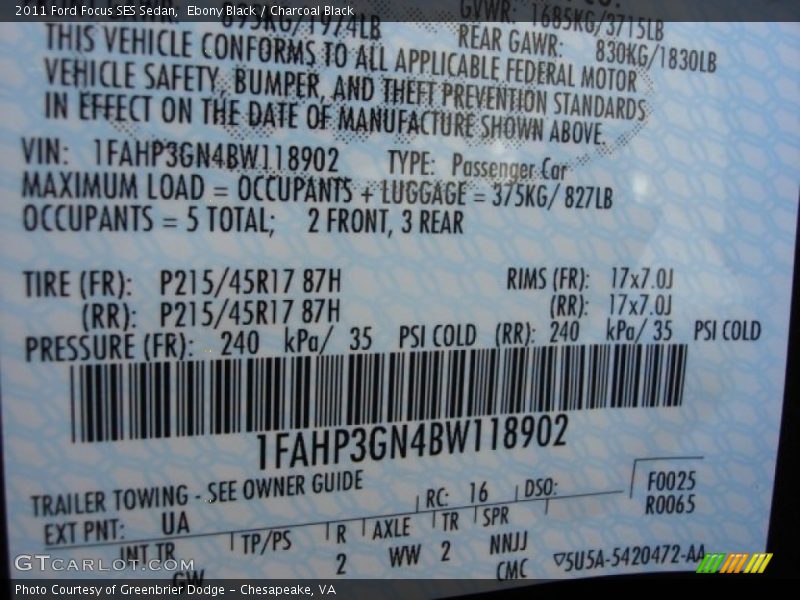 2011 Ford Focus SES Sedan, Ebony Black / Charcoal Black
895KG/1974LB GVWR: 1685KG/3715LB
REAR GAWR: 830KG/1830LB
THIS VEHICLE CONFORMS TO ALL APPLICABLE FEDERAL MOTOR
VEHICLE SAFETY, BUMPER, AND THEFT PREVENTION STANDARDS
IN EFFECT ON THE DATE OF MANUFACTURE SHOWN ABOVE.
VIN: 1FAHP3GN4BW118902 TYPE: Passenger Car
MAXIMUM LOAD = OCCUPANTS + LUGGAGE = 375KG/ 827LB
OCCUPANTS = 5 TOTAL; 2 FRONT, 3 REAR
TIRE (FR): P215/45R17 87H RIMS (FR): 17x7.0J
(RR): P215/45R17 87H (RR): 17x7.0J
PRESSURE (FR): 240 kPa/ 35 PSI COLD (RR): 240 kPa/ 35 PSI COLD
1FAHP3GN4BW118902
TRAILER TOWING - SEE OWNER GUIDE RC: 16 DSO: F0025
R0065
EXT PNT: UA
INT TR TP/PS R AXLE TR SPR
GW 2 WW 2 NNJJ
CMC 5U5A-5420472-AA
GTCARLOT.COM
Photo Courtesy of Greenbrier Dodge – Chesapeake, VA